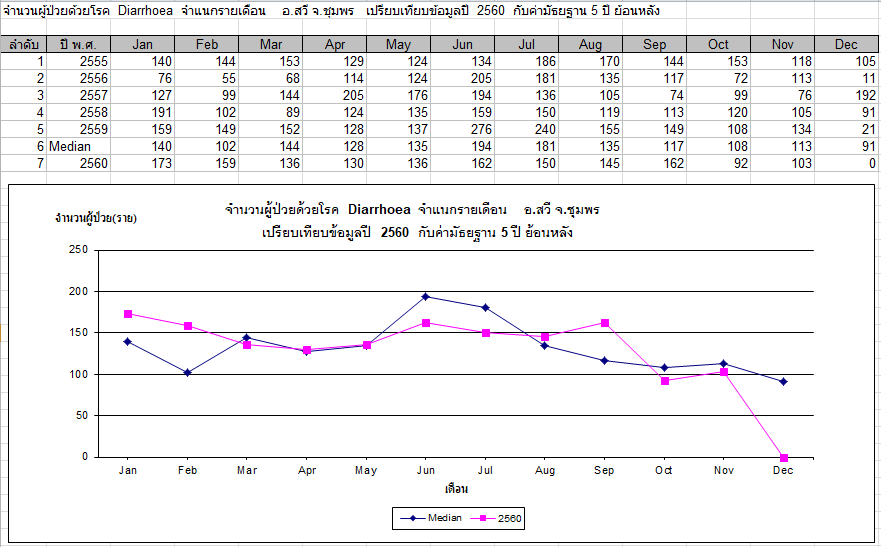 จำนวนผู้ป่วยด้วยโรค Diarrhoea จำแนกรายเดือน อ.สวี จ.ชุมพร เปรียบเทียบข้อมูลปี 2560 กับค่ามัธยฐาน 5 ปี ย้อนหลัง
ลำดับ ปี พ.ศ. Jan Feb Mar Apr May Jun Jul Aug Sep Oct Nov Dec
1 2555 140 144 153 129 124 134 186 170 144 153 118 105
2 2556 76 55 68 114 124 205 181 135 117 72 113 11
3 2557 127 99 144 205 176 194 136 105 74 99 76 192
4 2558 191 102 89 124 135 159 150 119 113 120 105 91
5 2559 159 149 152 128 137 276 240 155 149 108 134 21
6 Median 140 102 144 128 135 194 181 135 117 108 113 91
7 2560 173 159 136 130 136 162 150 145 162 92 103 0
จำนวนผู้ป่วยด้วยโรค Diarrhoea จำแนกรายเดือน อ.สวี จ.ชุมพร
เปรียบเทียบข้อมูลปี 2560 กับค่ามัธยฐาน 5 ปี ย้อนหลัง
จำนวนผู้ป่วย(ราย)
250
200
150
100
50
0
Jan Feb Mar Apr May Jun Jul Aug Sep Oct Nov Dec
เดือน
Median 2560